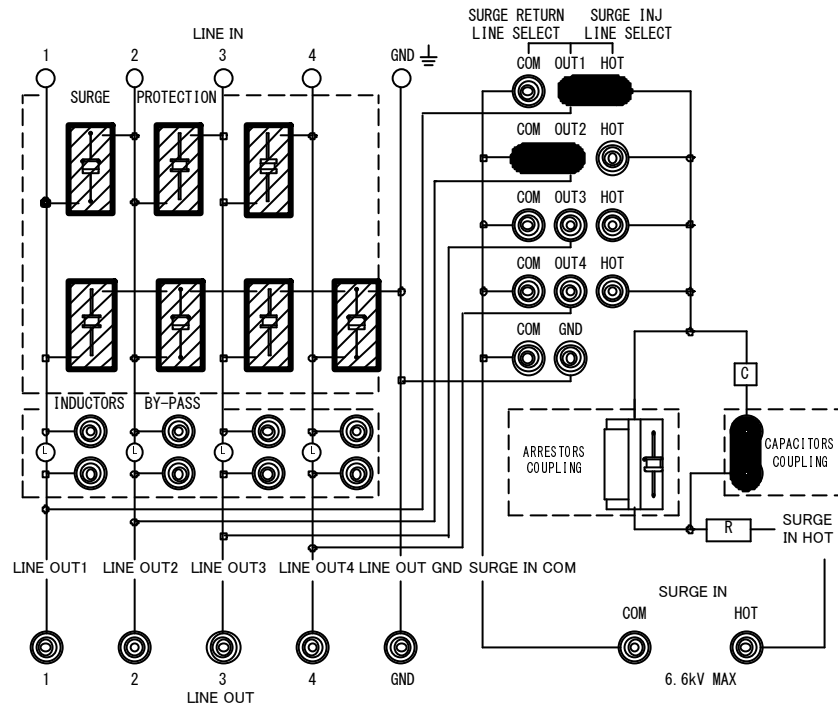 SURGE RETURN LINE SELECT
SURGE INJ LINE SELECT
LINE IN
1 2 3 4 GND
COM OUT1 HOT
SURGE PROTECTION
COM OUT2 HOT
COM OUT3 HOT
COM OUT4 HOT
COM GND
C
INDUCTORS BY-PASS
L L L L
ARRESTORS COUPLING
CAPACITORS COUPLING
R
SURGE IN HOT
LINE OUT1 LINE OUT2 LINE OUT3 LINE OUT4 LINE OUT GND SURGE IN COM
SURGE IN
COM HOT
1 2 3 4 GND
6.6kV MAX
LINE OUT